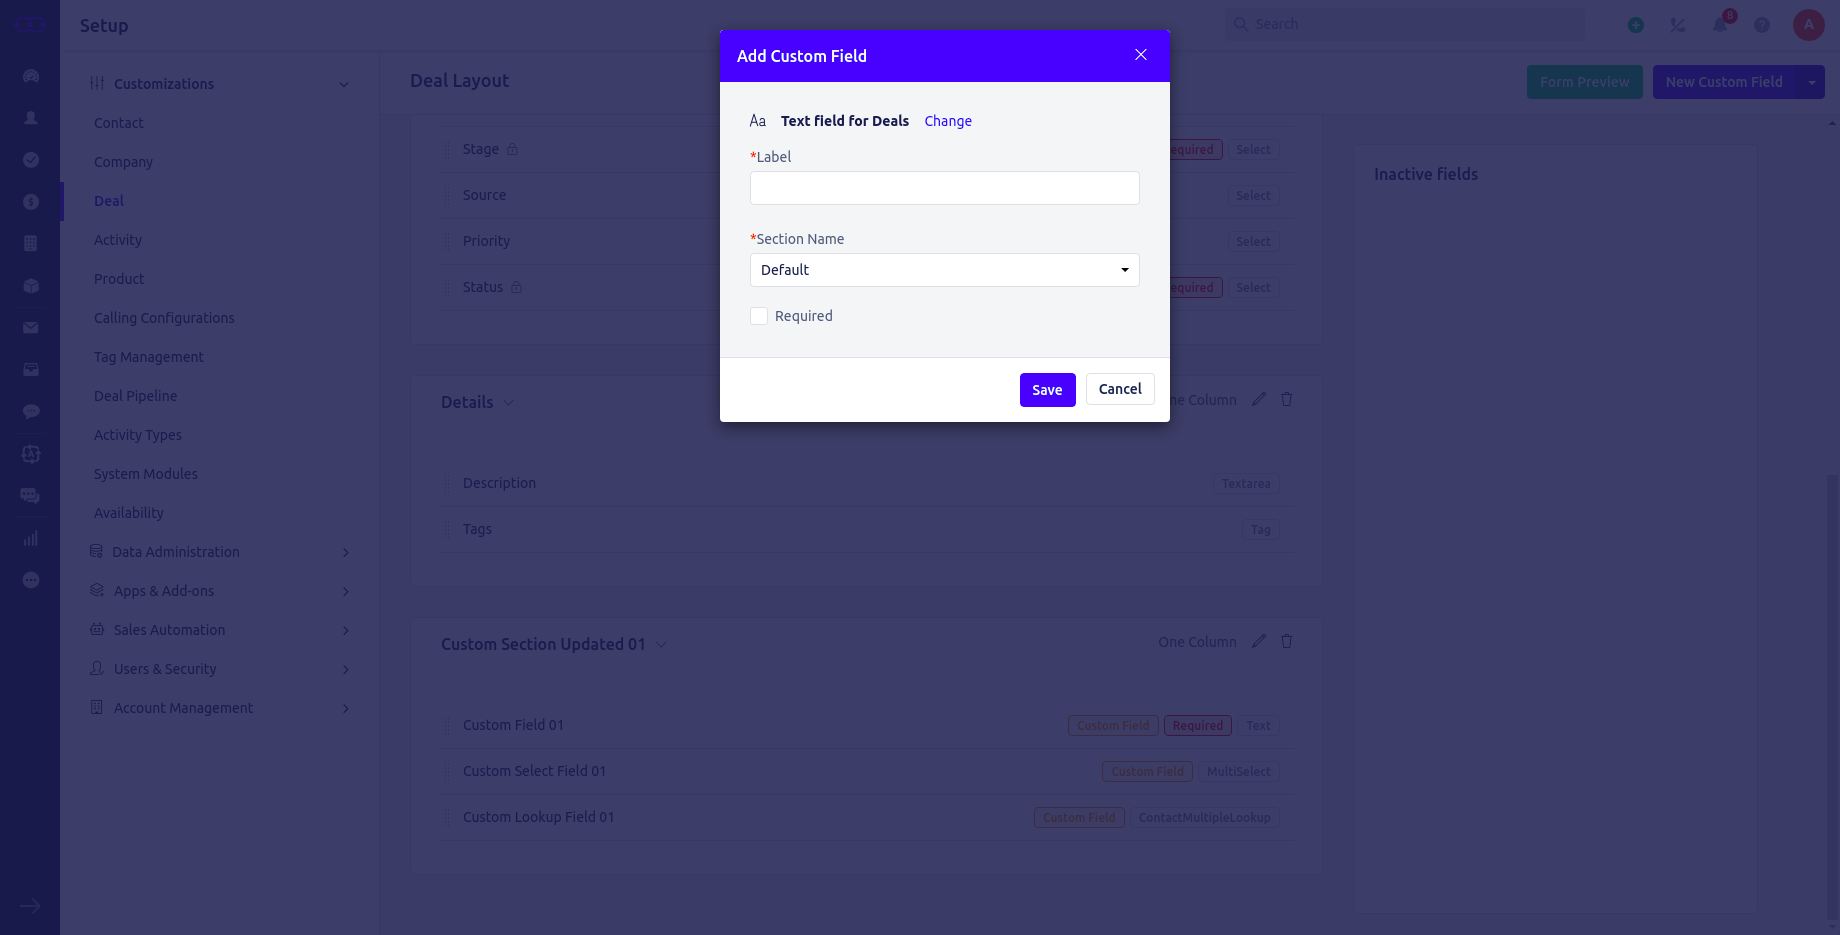 Setup
Search
8
A
Customizations
Contact
Company
Deal
Activity
Product
Calling Configurations
Tag Management
Deal Pipeline
Activity Types
System Modules
Availability
Data Administration
Apps & Add-ons
Sales Automation
Users & Security
Account Management
Deal Layout
Form Preview
New Custom Field
Stage
Select
Source
Select
Priority
Select
Status
Select
Details
Description
Textarea
Tags
Tag
Custom Section Updated 01
One Column
Custom Field 01
Custom Field
Required
Text
Custom Select Field 01
Custom Field
MultiSelect
Custom Lookup Field 01
Custom Field
ContactMultipleLookup
Inactive fields
Add Custom Field
Aa Text field for Deals Change
*Label
*Section Name
Default
Required
Save
Cancel